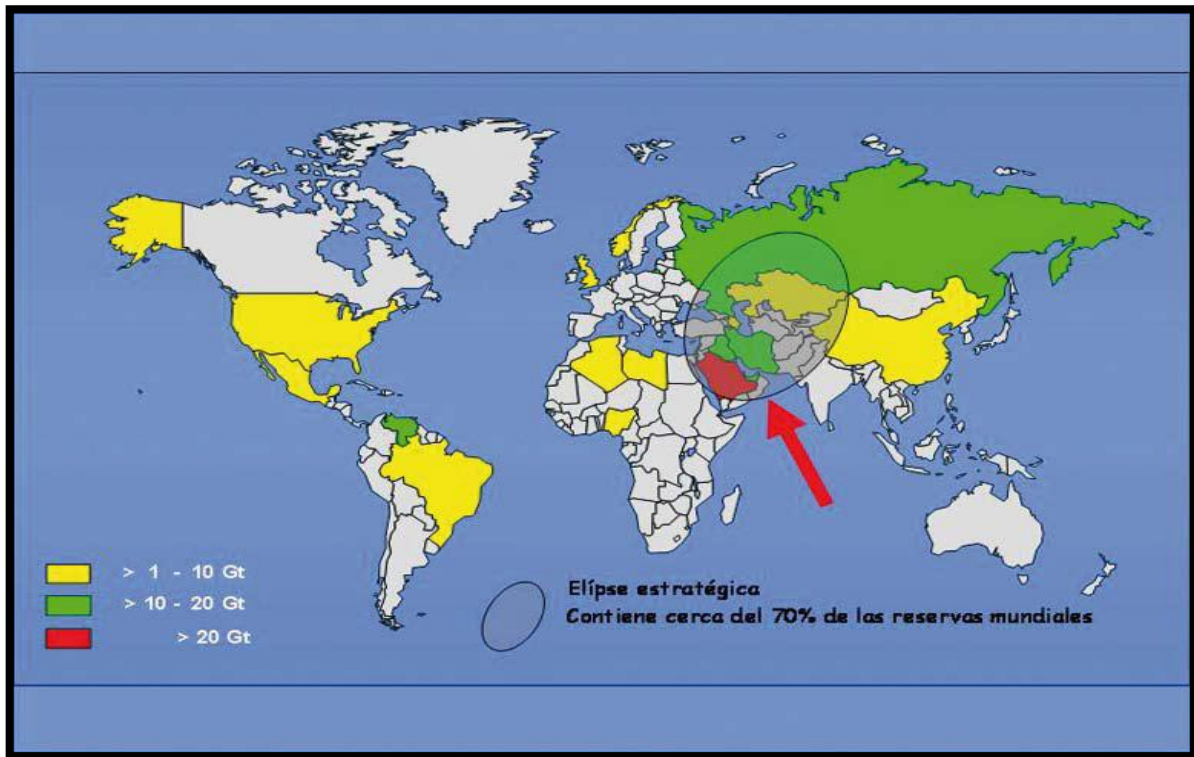 > 1 - 10 Gt
> 10 - 20 Gt
> 20 Gt
Elípse estratégica
Contiene cerca del 70% de las reservas mundiales